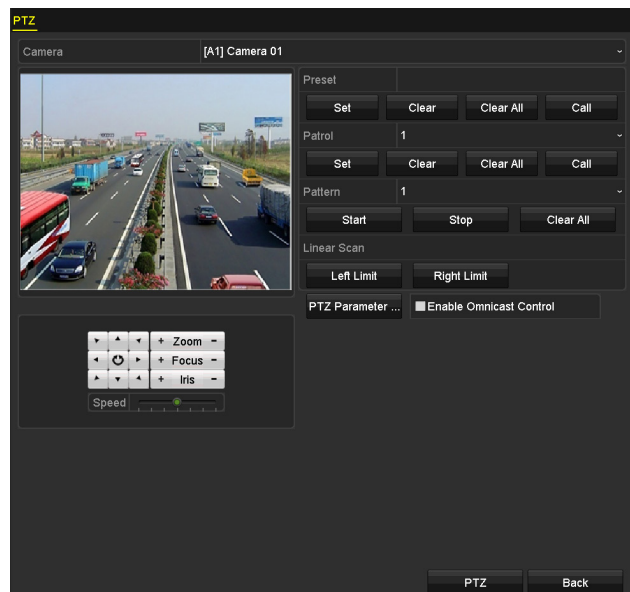 PTZ
Camera [A1] Camera 01
Preset
Set Clear Clear All Call
Patrol 1
Set Clear Clear All Call
Pattern 1
Start Stop Clear All
Linear Scan
Left Limit Right Limit
PTZ Parameter ... Enable Omnicast Control
+ Zoom -
+ Focus -
+ Iris -
Speed
PTZ Back